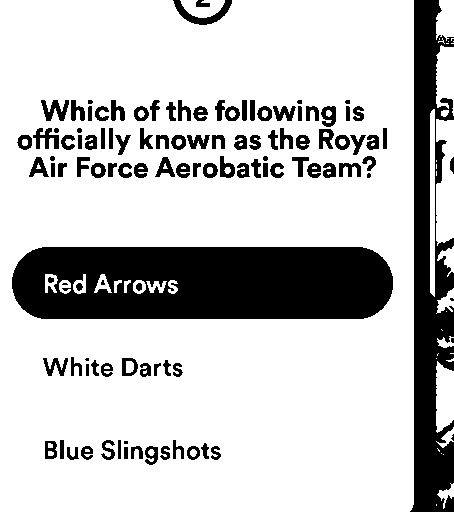 2
Which of the following is
officially known as the Royal
Air Force Aerobatic Team?
Red Arrows
White Darts
Blue Slingshots